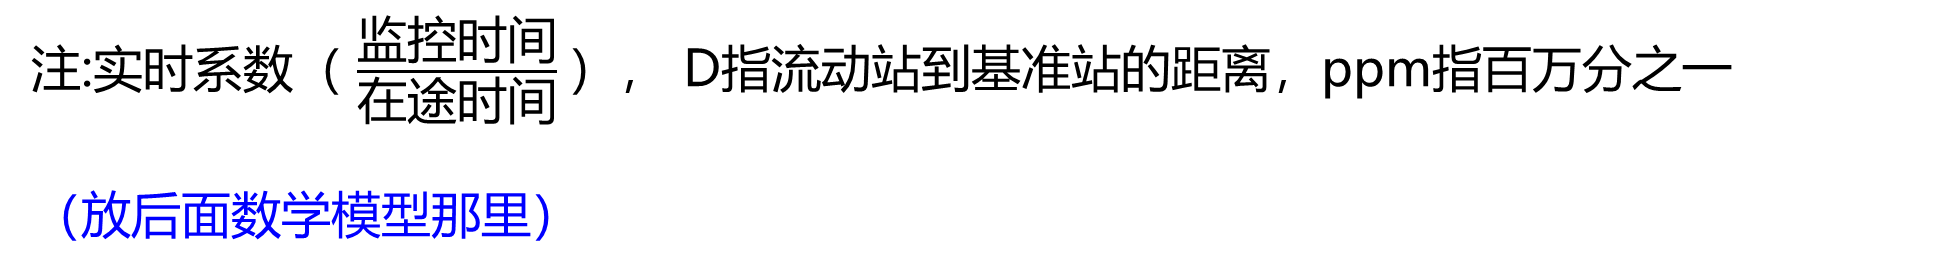 注:实时系数（监控时间/在途时间）， D指流动站到基准站的距离，ppm指百万分之一
（放后面数学模型那里）